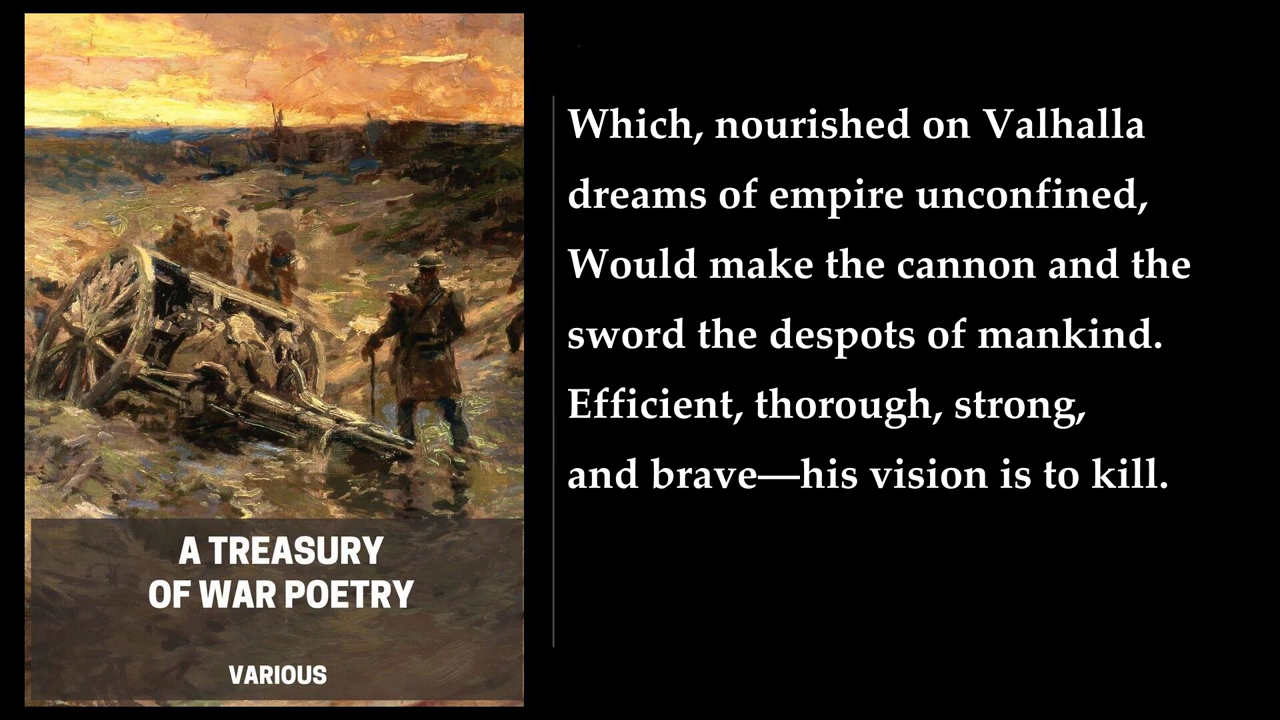 Which, nourished on Valhalla
dreams of empire unconfined,
Would make the cannon and the
sword the despots of mankind.
Efficient, thorough, strong,
and brave—his vision is to kill.
A TREASURY
OF WAR POETRY
VARIOUS